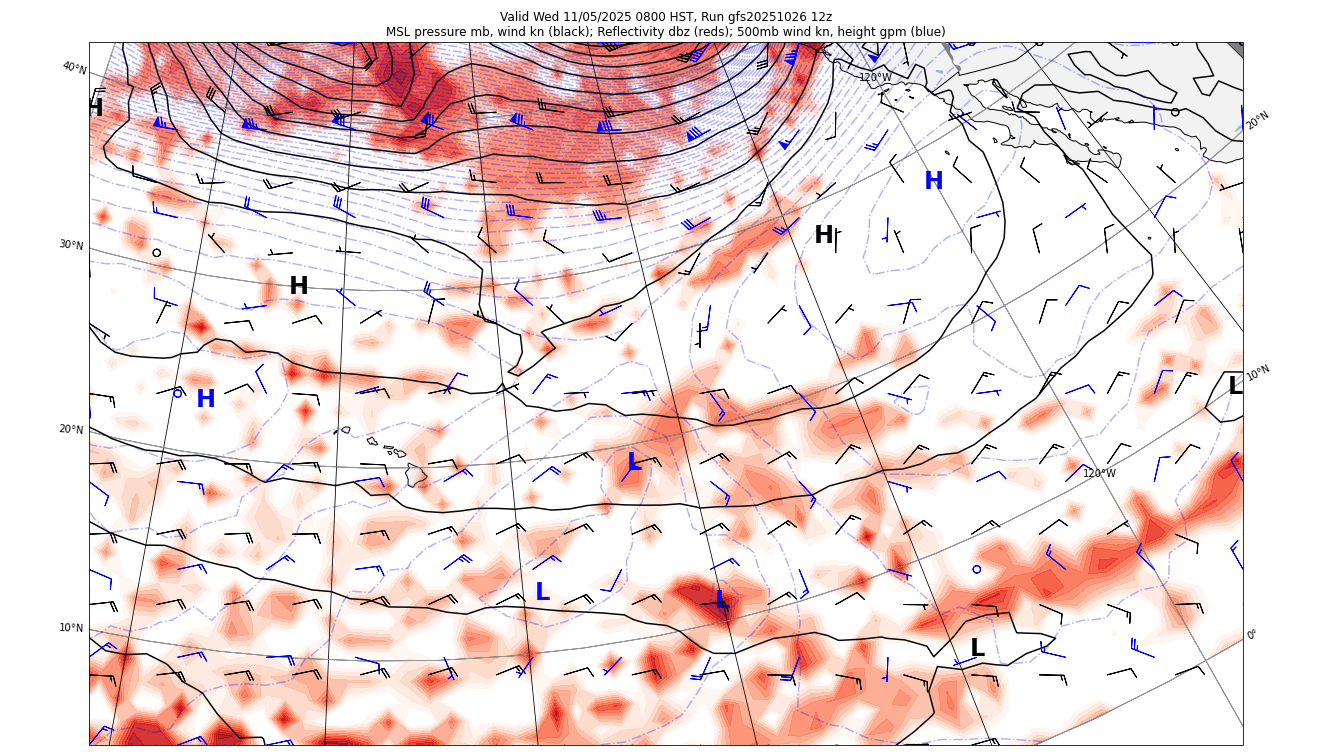 Valid Wed 11/05/2025 0800 HST, Run gfs20251026 12z
MSL pressure mb, wind kn (black); Reflectivity dbz (reds); 500mb wind kn, height gpm (blue)
40°N
120°W
H
20°N
H
H
30°N
H
10°N
L
H
20°N
L
120°W
L
L
10°N
0°
L